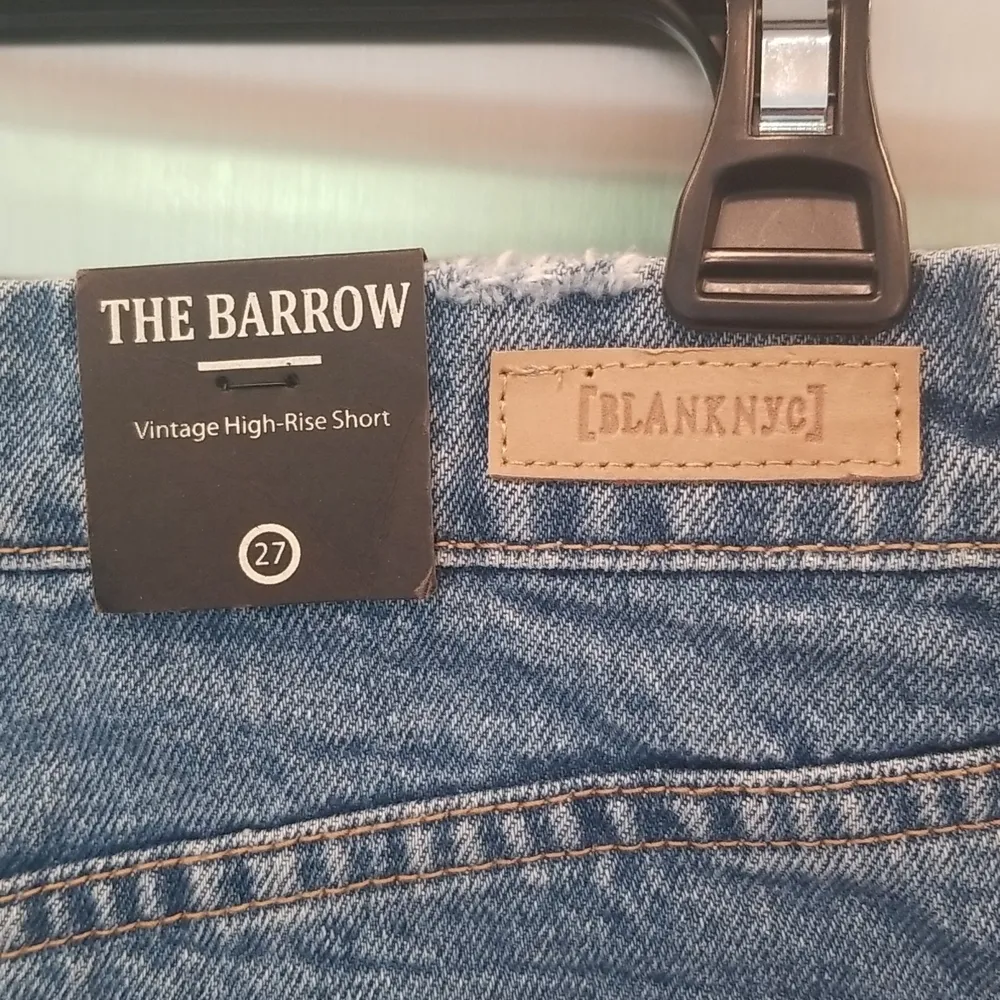 THE BARROW
Vintage High-Rise Short
27
[BLANKNYC]